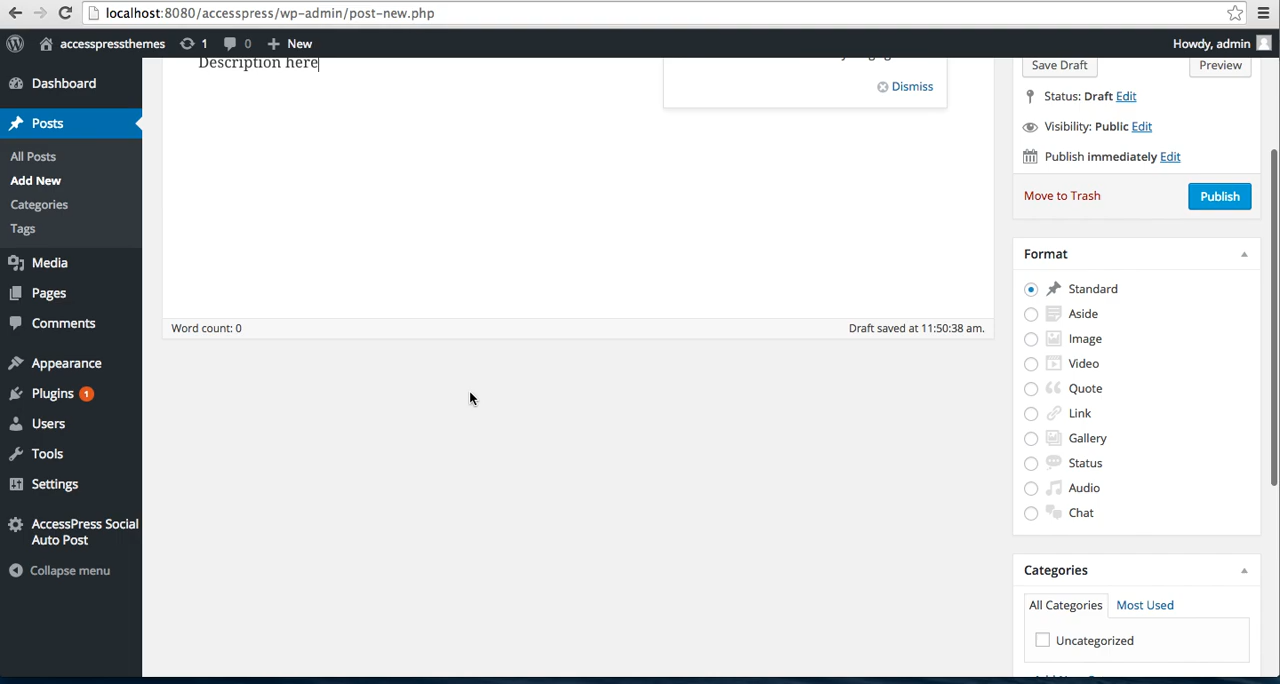 localhost:8080/accesspress/wp-admin/post-new.php
accesspressthemes 1 0 New Howdy, admin
Dashboard
Posts
All Posts
Add New
Categories
Tags
Media
Pages
Comments
Appearance
Plugins 1
Users
Tools
Settings
AccessPress Social
Auto Post
Collapse menu
Description here
Dismiss
Word count: 0 Draft saved at 11:50:38 am.
Save Draft Preview
Status: Draft Edit
Visibility: Public Edit
Publish immediately Edit
Move to Trash Publish
Format
Standard
Aside
Image
Video
Quote
Link
Gallery
Status
Audio
Chat
Categories
All Categories Most Used
Uncategorized